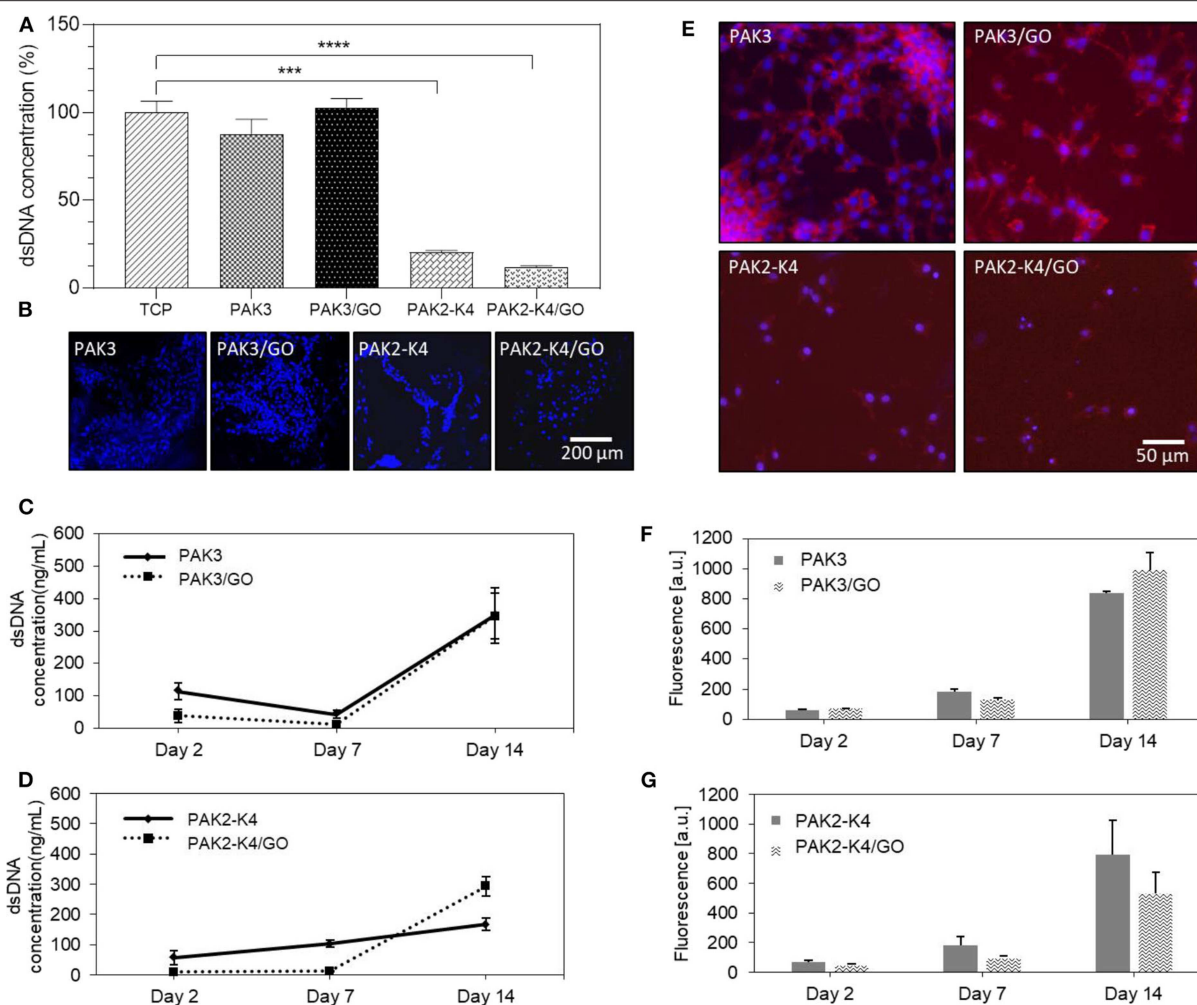 A
150
100
50
0
dsDNA concentration (%)
****
***
TCP
PAK3
PAK3/GO
PAK2-K4
PAK2-K4/GO
B
PAK3
PAK3/GO
PAK2-K4
PAK2-K4/GO
200 µm
C
600
500
400
300
200
100
0
dsDNA
concentration(ng/mL)
PAK3
PAK3/GO
Day 2
Day 7
Day 14
D
600
500
400
300
200
100
0
dsDNA
concentration(ng/mL)
PAK2-K4
PAK2-K4/GO
Day 2
Day 7
Day 14
E
PAK3
PAK3/GO
PAK2-K4
PAK2-K4/GO
50 µm
F
1200
1000
800
600
400
200
0
Fluorescence [a.u.]
PAK3
PAK3/GO
Day 2
Day 7
Day 14
G
1200
1000
800
600
400
200
0
Fluorescence [a.u.]
PAK2-K4
PAK2-K4/GO
Day 2
Day 7
Day 14